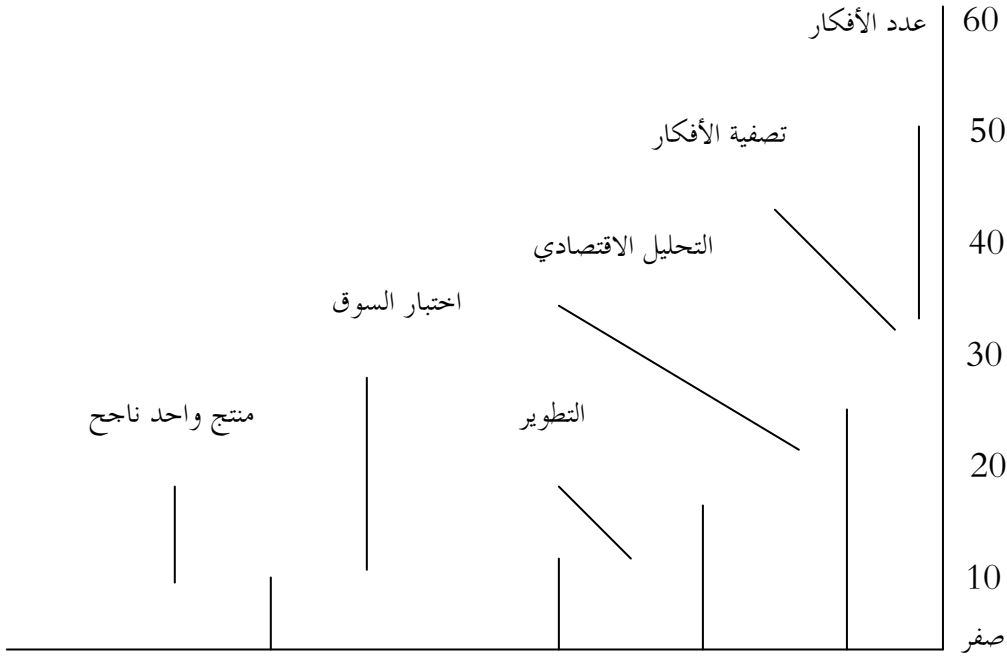 60
عدد الأفكار
50
تصفية الأفكار
40
التحليل الاقتصادي
اختبار السوق
30
التطوير
منتج واحد ناجح
20
10
صفر